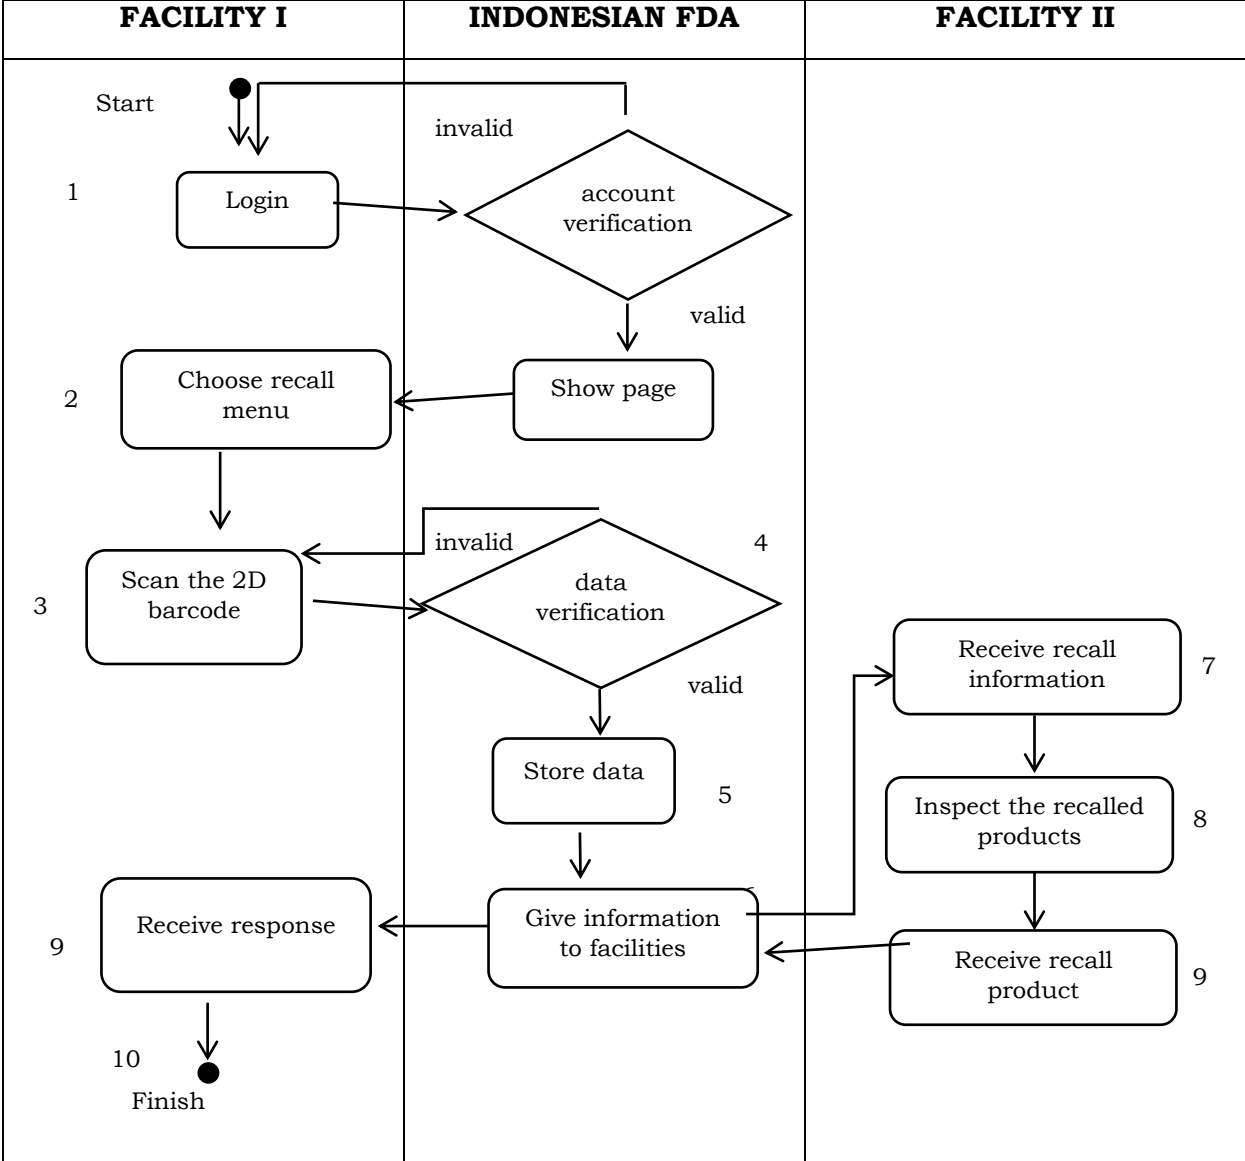 FACILITY I
INDONESIAN FDA
FACILITY II
Start
invalid
1
Login
account
verification
valid
2
Choose recall
menu
Show page
invalid
4
3
Scan the 2D
barcode
data
verification
valid
Receive recall
information
7
Store data
5
Inspect the recalled
products
8
9
Receive response
Give information
to facilities
Receive recall
product
9
10
Finish